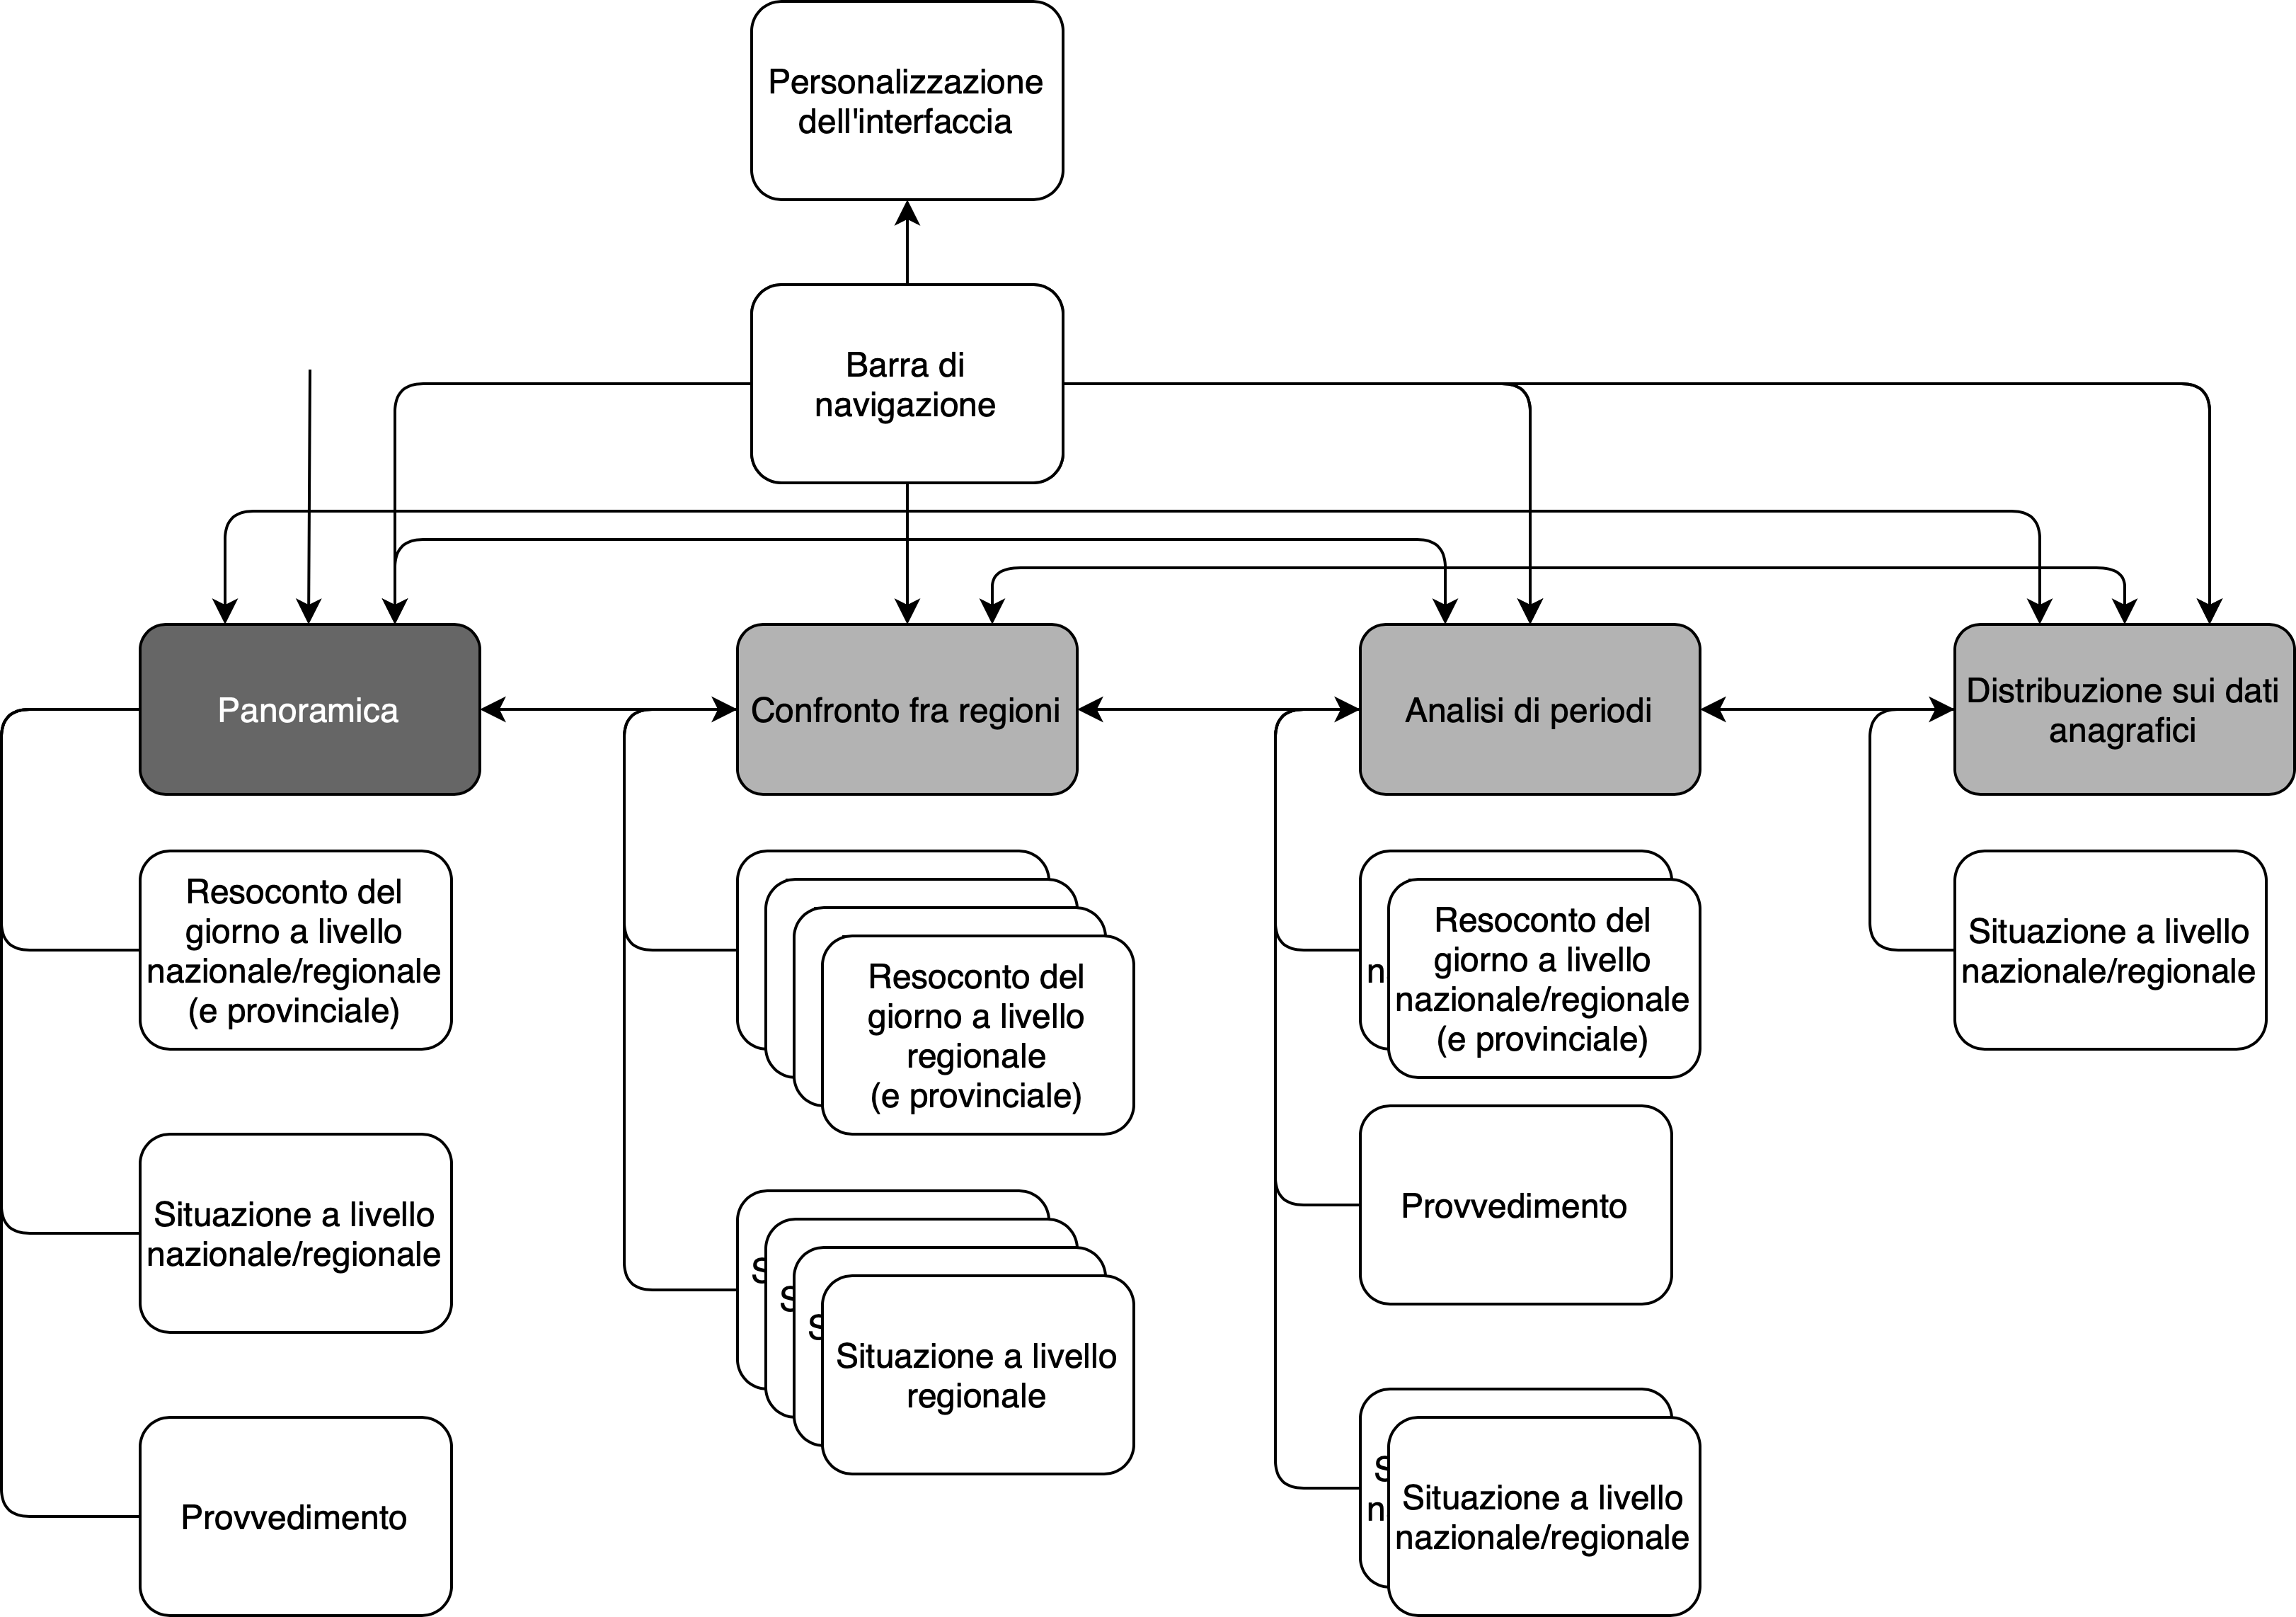 Personalizzazione
dell'interfaccia
Barra di
navigazione
Panoramica
Confronto fra regioni
Analisi di periodi
Distribuzione sui dati
anagrafici
Resoconto del
giorno a livello
nazionale/regionale
(e provinciale)
Situazione a livello
nazionale/regionale
Provvedimento
Resoconto del
giorno a livello
regionale
(e provinciale)
Situazione a livello
regionale
Resoconto del
giorno a livello
nazionale/regionale
(e provinciale)
Provvedimento
Situazione a livello
nazionale/regionale
Situazione a livello
nazionale/regionale